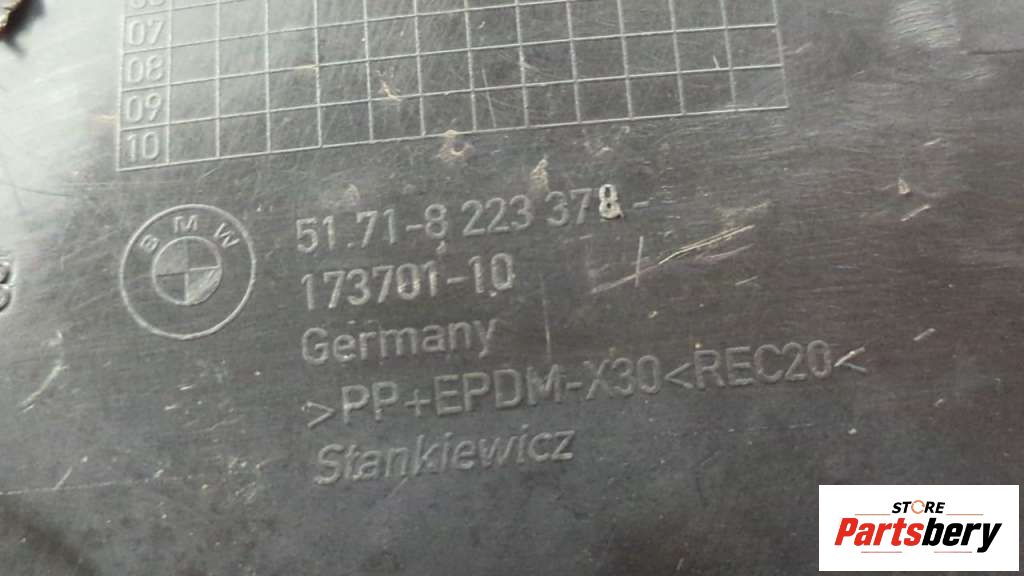 07
08
09
10
BMW
51.71-8 223 378-
173701-10
Germany
>PP+EPDM-X30<REC20<
Stankiewicz
STORE
Partsbery